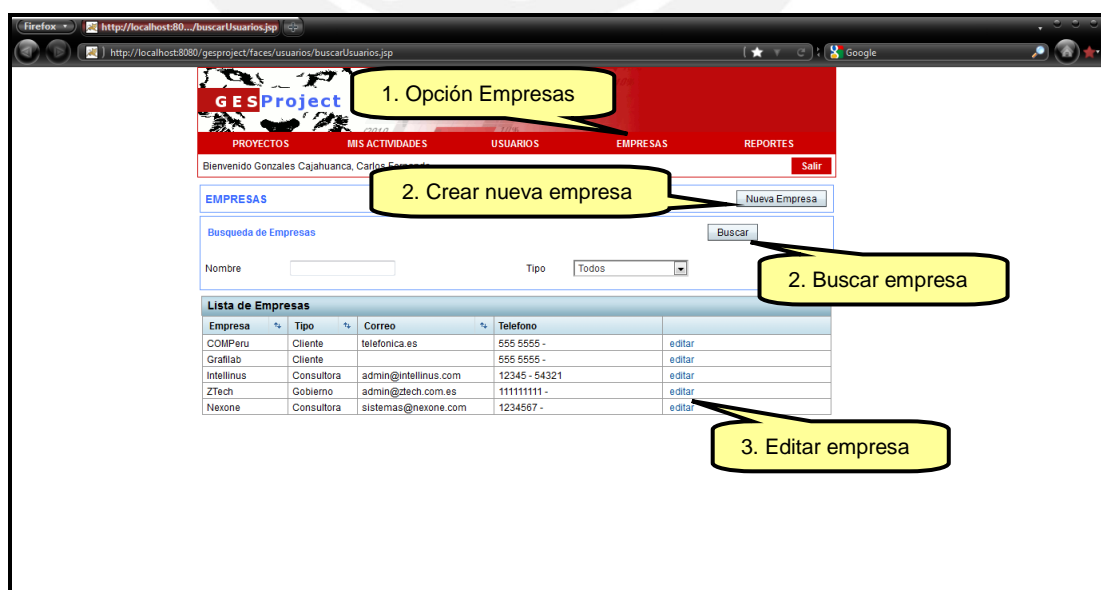 Firefox
http://localhost:80.../buscarUsuarios.jsp
http://localhost:8080/gesproject/faces/usuarios/buscarUsuarios.jsp
Google
GESProject
1. Opción Empresas
PROYECTOS MIS ACTIVIDADES USUARIOS EMPRESAS REPORTES
Bienvenido Gonzales Cajahuanca, Carlos Fernando Salir
2. Crear nueva empresa
EMPRESAS Nueva Empresa
Busqueda de Empresas Buscar
Nombre Tipo Todos
2. Buscar empresa
Lista de Empresas
Empresa Tipo Correo Telefono
COMPeru Cliente telefonica.es 555 5555 - editar
Grafilab Cliente 555 5555 - editar
Intellinus Consultora admin@intellinus.com 12345 - 54321 editar
ZTech Gobierno admin@ztech.com.es 111111111 - editar
Nexone Consultora sistemas@nexone.com 1234567 - editar
3. Editar empresa